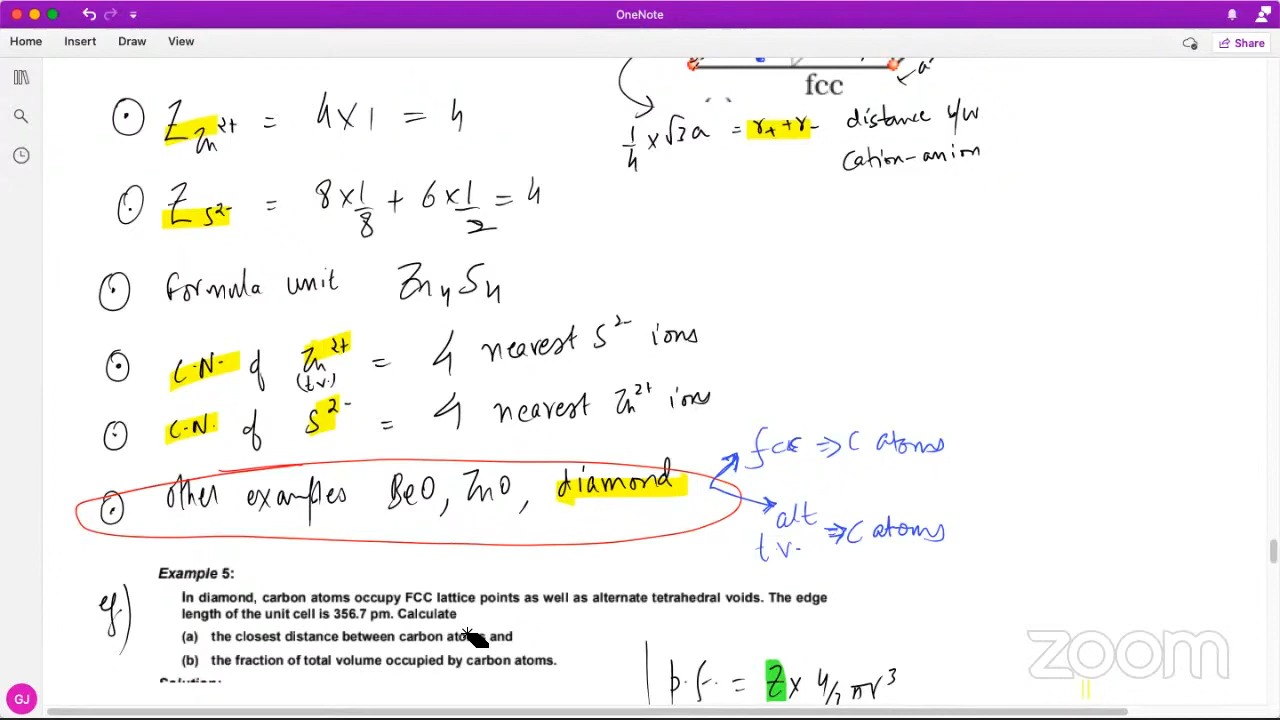 OneNote
Home Insert Draw View Share
a
fcc
1/4 × √3a = r+ + r- distance b/w
cation-anion
Z Zn2+ = 4 × 1 = 4
Z S2- = 8 × 1/8 + 6 × 1/2 = 4
Formula unit Zn4 S4
C.N. of Zn2+ = 4 nearest S2- ions
(t.v.)
C.N. of S2- = 4 nearest Zn2+ ions
fcc ⇒ C atoms
other examples BeO, ZnO, diamond
alt
t.v. ⇒ C atoms
Example 5:
eg)
In diamond, carbon atoms occupy FCC lattice points as well as alternate tetrahedral voids. The edge
length of the unit cell is 356.7 pm. Calculate
(a) the closest distance between carbon atoms and
(b) the fraction of total volume occupied by carbon atoms.
Solution:
p.f. = Z × 4/3 πr3
zoom
GJ